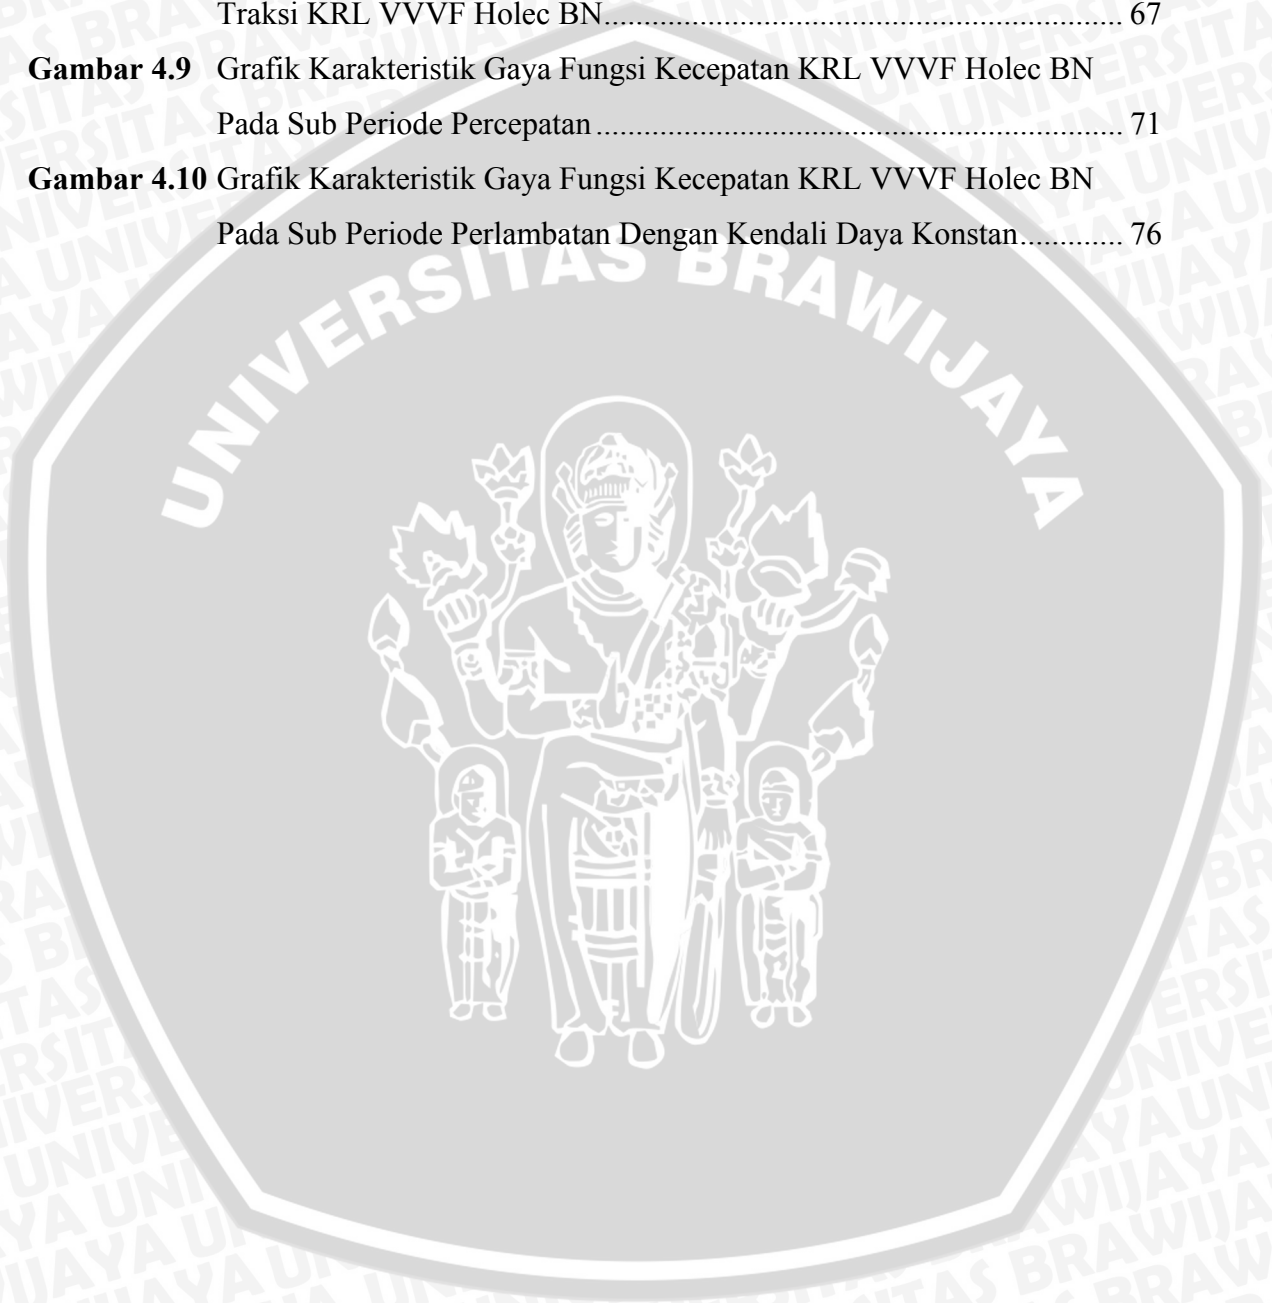 Traksi KRL VVVF Holec BN................................................................. 67
Gambar 4.9 Grafik Karakteristik Gaya Fungsi Kecepatan KRL VVVF Holec BN
Pada Sub Periode Percepatan.................................................................. 71
Gambar 4.10 Grafik Karakteristik Gaya Fungsi Kecepatan KRL VVVF Holec BN
Pada Sub Periode Perlambatan Dengan Kendali Daya Konstan............. 76
UNIVERSITAS BRAWIJAYA